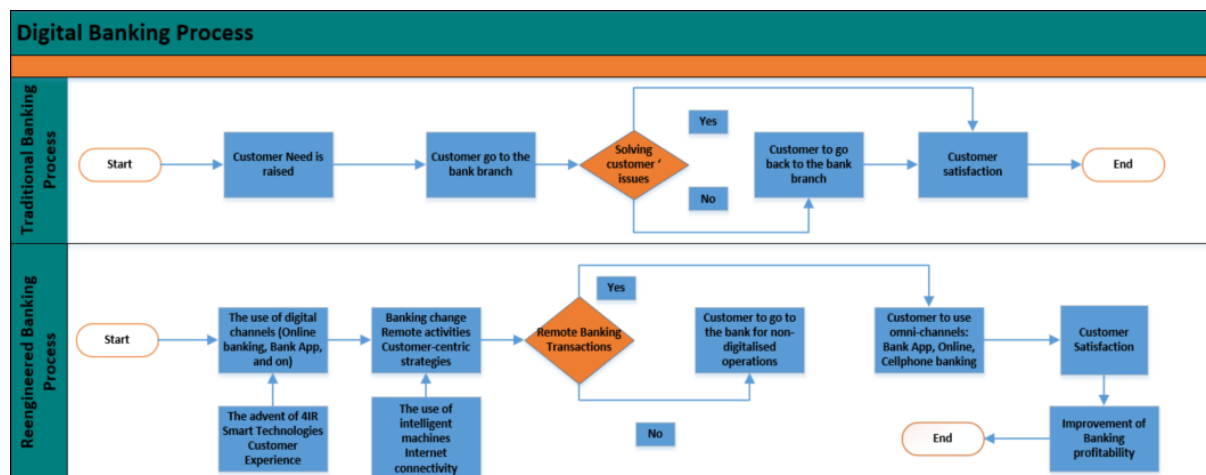 Digital Banking Process
Traditional Banking
Process
Start
Customer Need is
raised
Customer go to the
bank branch
Solving
customer ‘
issues
Yes
No
Customer to go
back to the bank
branch
Customer
satisfaction
End
Reengineered Banking
Process
Start
The use of digital
channels (Online
banking, Bank App,
and on)
The advent of 4IR
Smart Technologies
Customer
Experience
Banking change
Remote activities
Customer-centric
strategies
The use of
intelligent
machines
Internet
connectivity
Remote Banking
Transactions
Yes
No
Customer to go to
the bank for non-
digitalised
operations
Customer to use
omni-channels:
Bank App, Online,
Cellphone banking
Customer
Satisfaction
Improvement of
Banking
profitability
End